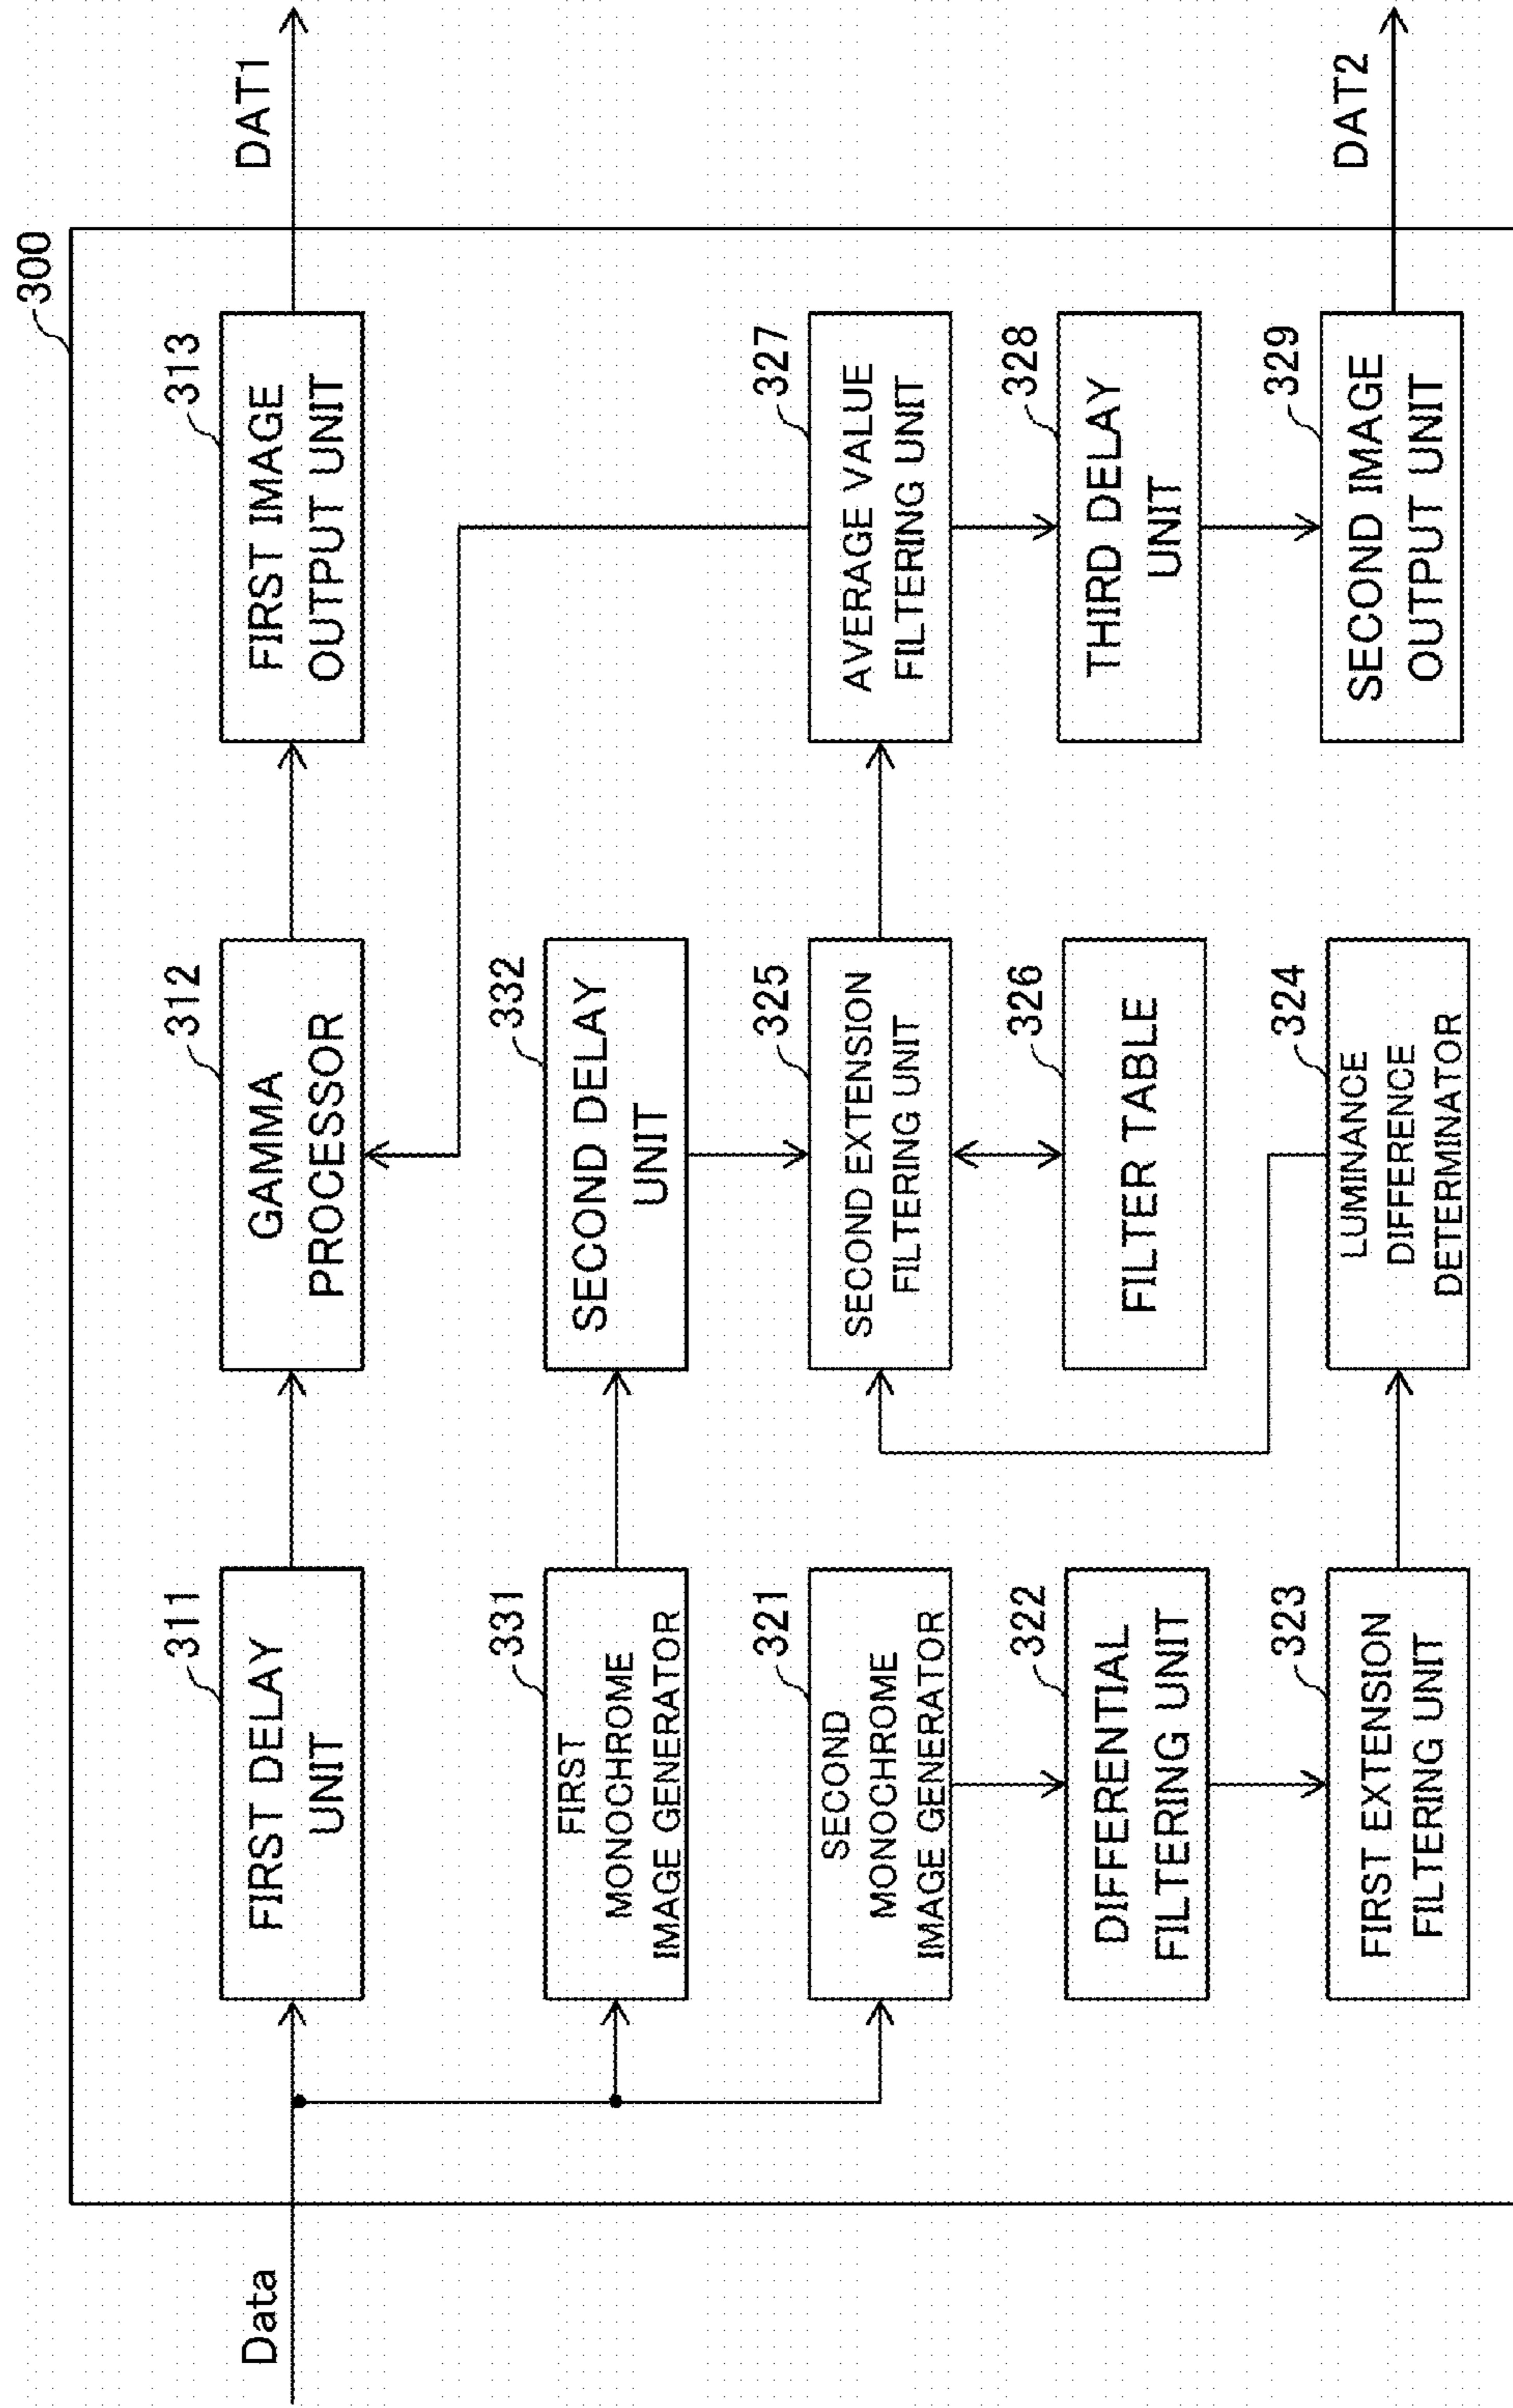 300
Data
DAT1
311
FIRST DELAY
UNIT
312
GAMMA
PROCESSOR
313
FIRST IMAGE
OUTPUT UNIT
331
FIRST
MONOCHROME
IMAGE GENERATOR
332
SECOND DELAY
UNIT
321
SECOND
MONOCHROME
IMAGE GENERATOR
325
SECOND EXTENSION
FILTERING UNIT
327
AVERAGE VALUE
FILTERING UNIT
322
DIFFERENTIAL
FILTERING UNIT
326
FILTER TABLE
328
THIRD DELAY
UNIT
323
FIRST EXTENSION
FILTERING UNIT
324
LUMINANCE
DIFFERENCE
DETERMINATOR
329
SECOND IMAGE
OUTPUT UNIT
DAT2